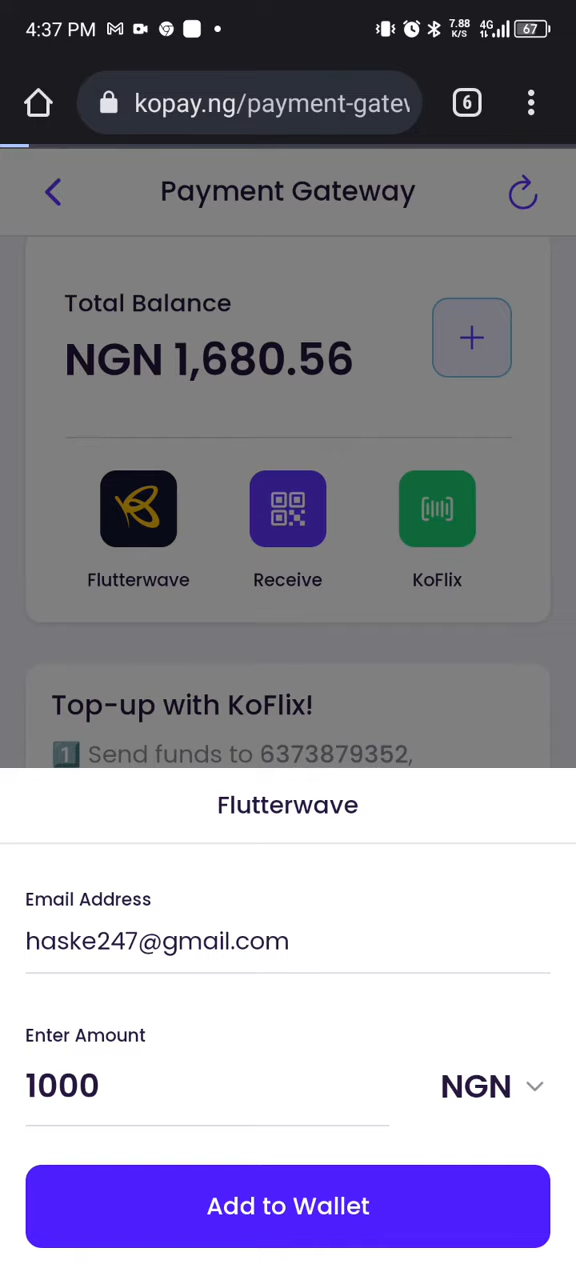 4:37 PM
7.88
K/S
4G
67
kopay.ng/payment-gatew
6
Payment Gateway
Total Balance
NGN 1,680.56
Flutterwave
Receive
KoFlix
Top-up with KoFlix!
1 Send funds to 6373879352,
Flutterwave
Email Address
haske247@gmail.com
Enter Amount
1000
NGN
Add to Wallet